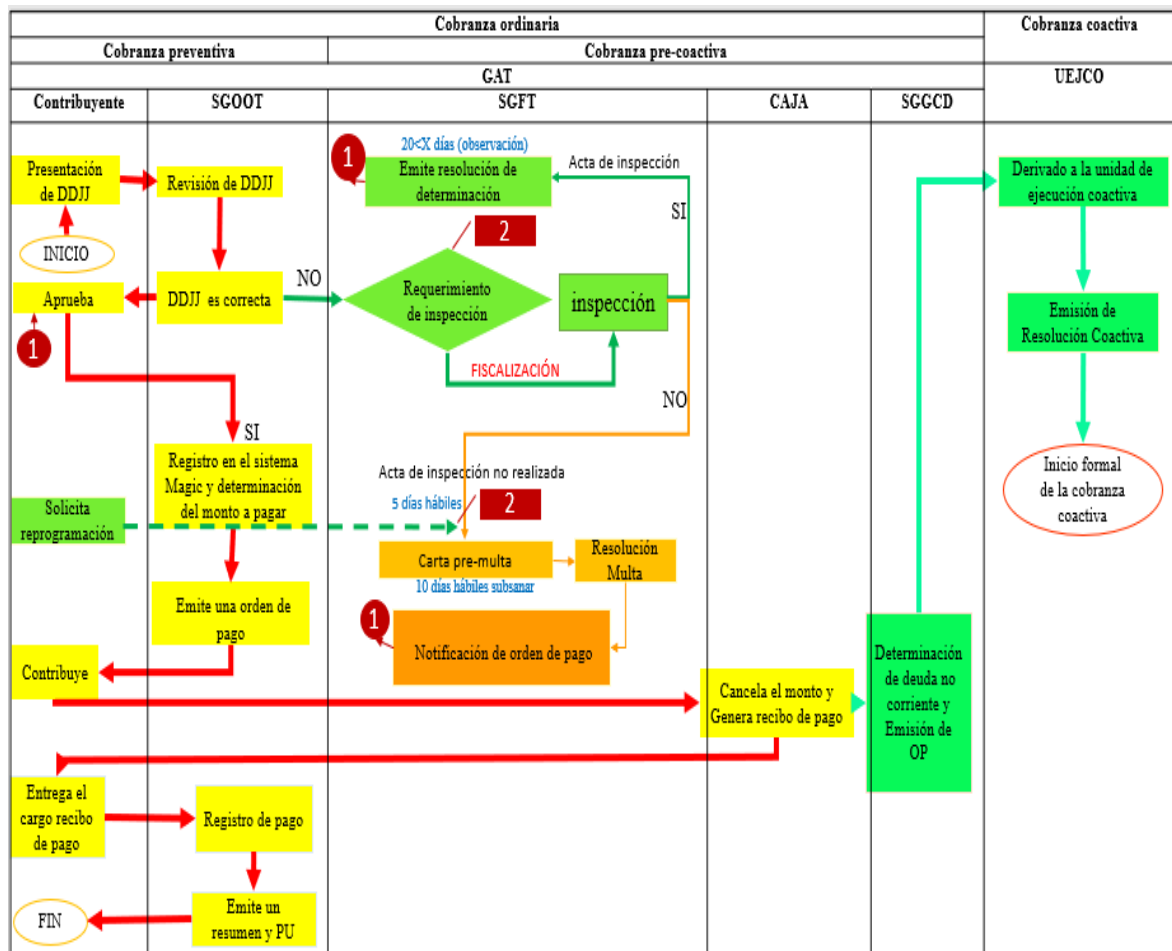 Cobranza ordinaria
Cobranza coactiva
Cobranza preventiva
Cobranza pre-coactiva
GAT
UEJCO
Contribuyente
SGOOT
SGFT
CAJA
SGGCD
20<X días (observación)
1
Emite resolución de
determinación
Acta de inspección
SI
Presentación
de DDJJ
Revisión de DDJJ
INICIO
2
NO
Aprueba
DDJJ es correcta
Requerimiento
de inspección
inspección
1
FISCALIZACIÓN
NO
Derivado a la unidad de
ejecución coactiva
Emisión de
Resolución Coactiva
Inicio formal
de la cobranza
coactiva
SI
Registro en el sistema
Magic y determinación
del monto a pagar
Acta de inspección no realizada
5 días hábiles
2
Solicita
reprogramación
Carta pre-multa
Resolución
Multa
10 días hábiles subsanar
Emite una orden de
pago
1
Notificación de orden de pago
Contribuye
Cancela el monto y
Genera recibo de pago
Determinación
de deuda no
corriente y
Emisión de
OP
Entrega el
cargo recibo
de pago
Registro de pago
FIN
Emite un
resumen y PU